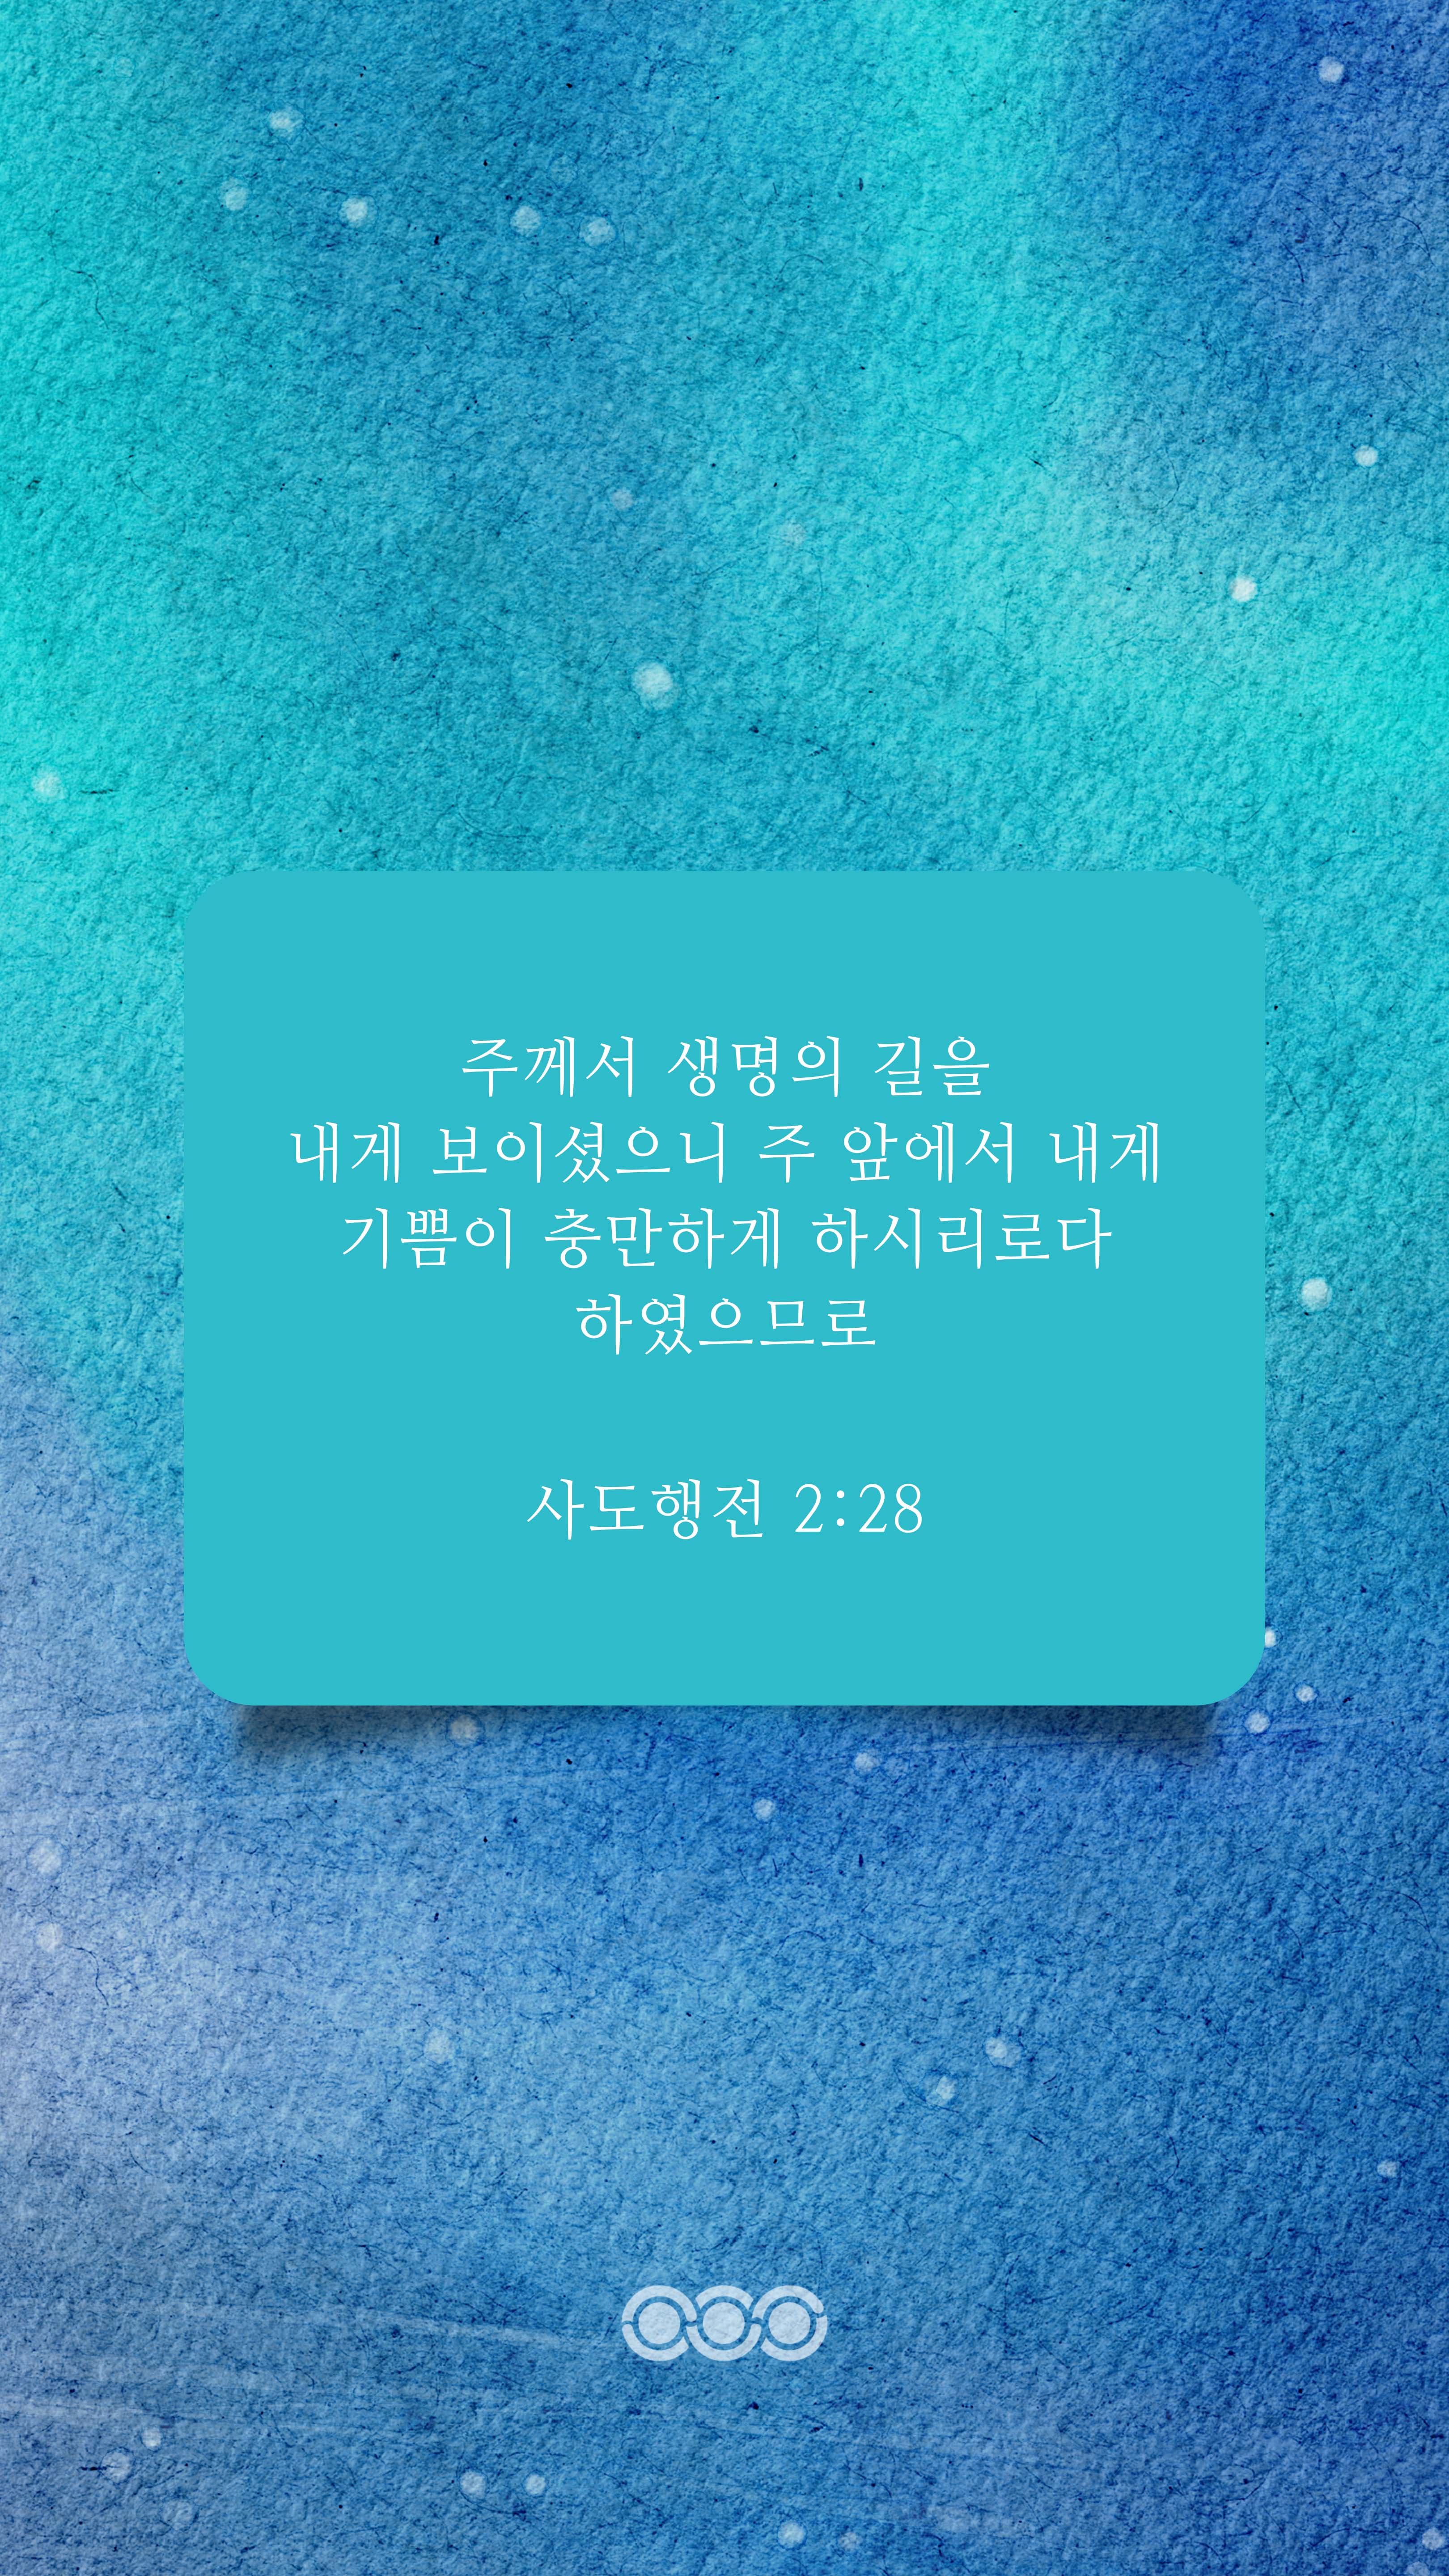 주께서 생명의 길을
내게 보이셨으니 주 앞에서 내게
기쁨이 충만하게 하시리로다
하였으므로
사도행전 2:28